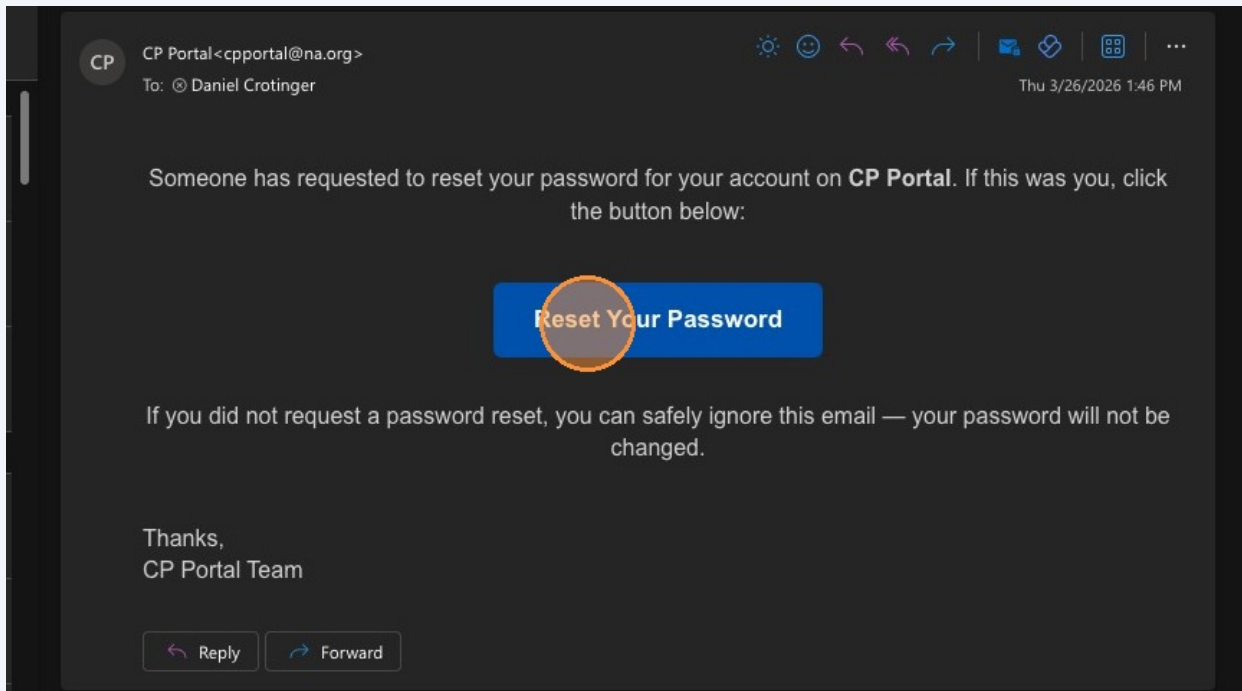 CP
CP Portal<cpportal@na.org>
To: Daniel Crotinger
Thu 3/26/2026 1:46 PM
Someone has requested to reset your password for your account on CP Portal. If this was you, click
the button below:
Reset Your Password
If you did not request a password reset, you can safely ignore this email — your password will not be
changed.
Thanks,
CP Portal Team
Reply
Forward